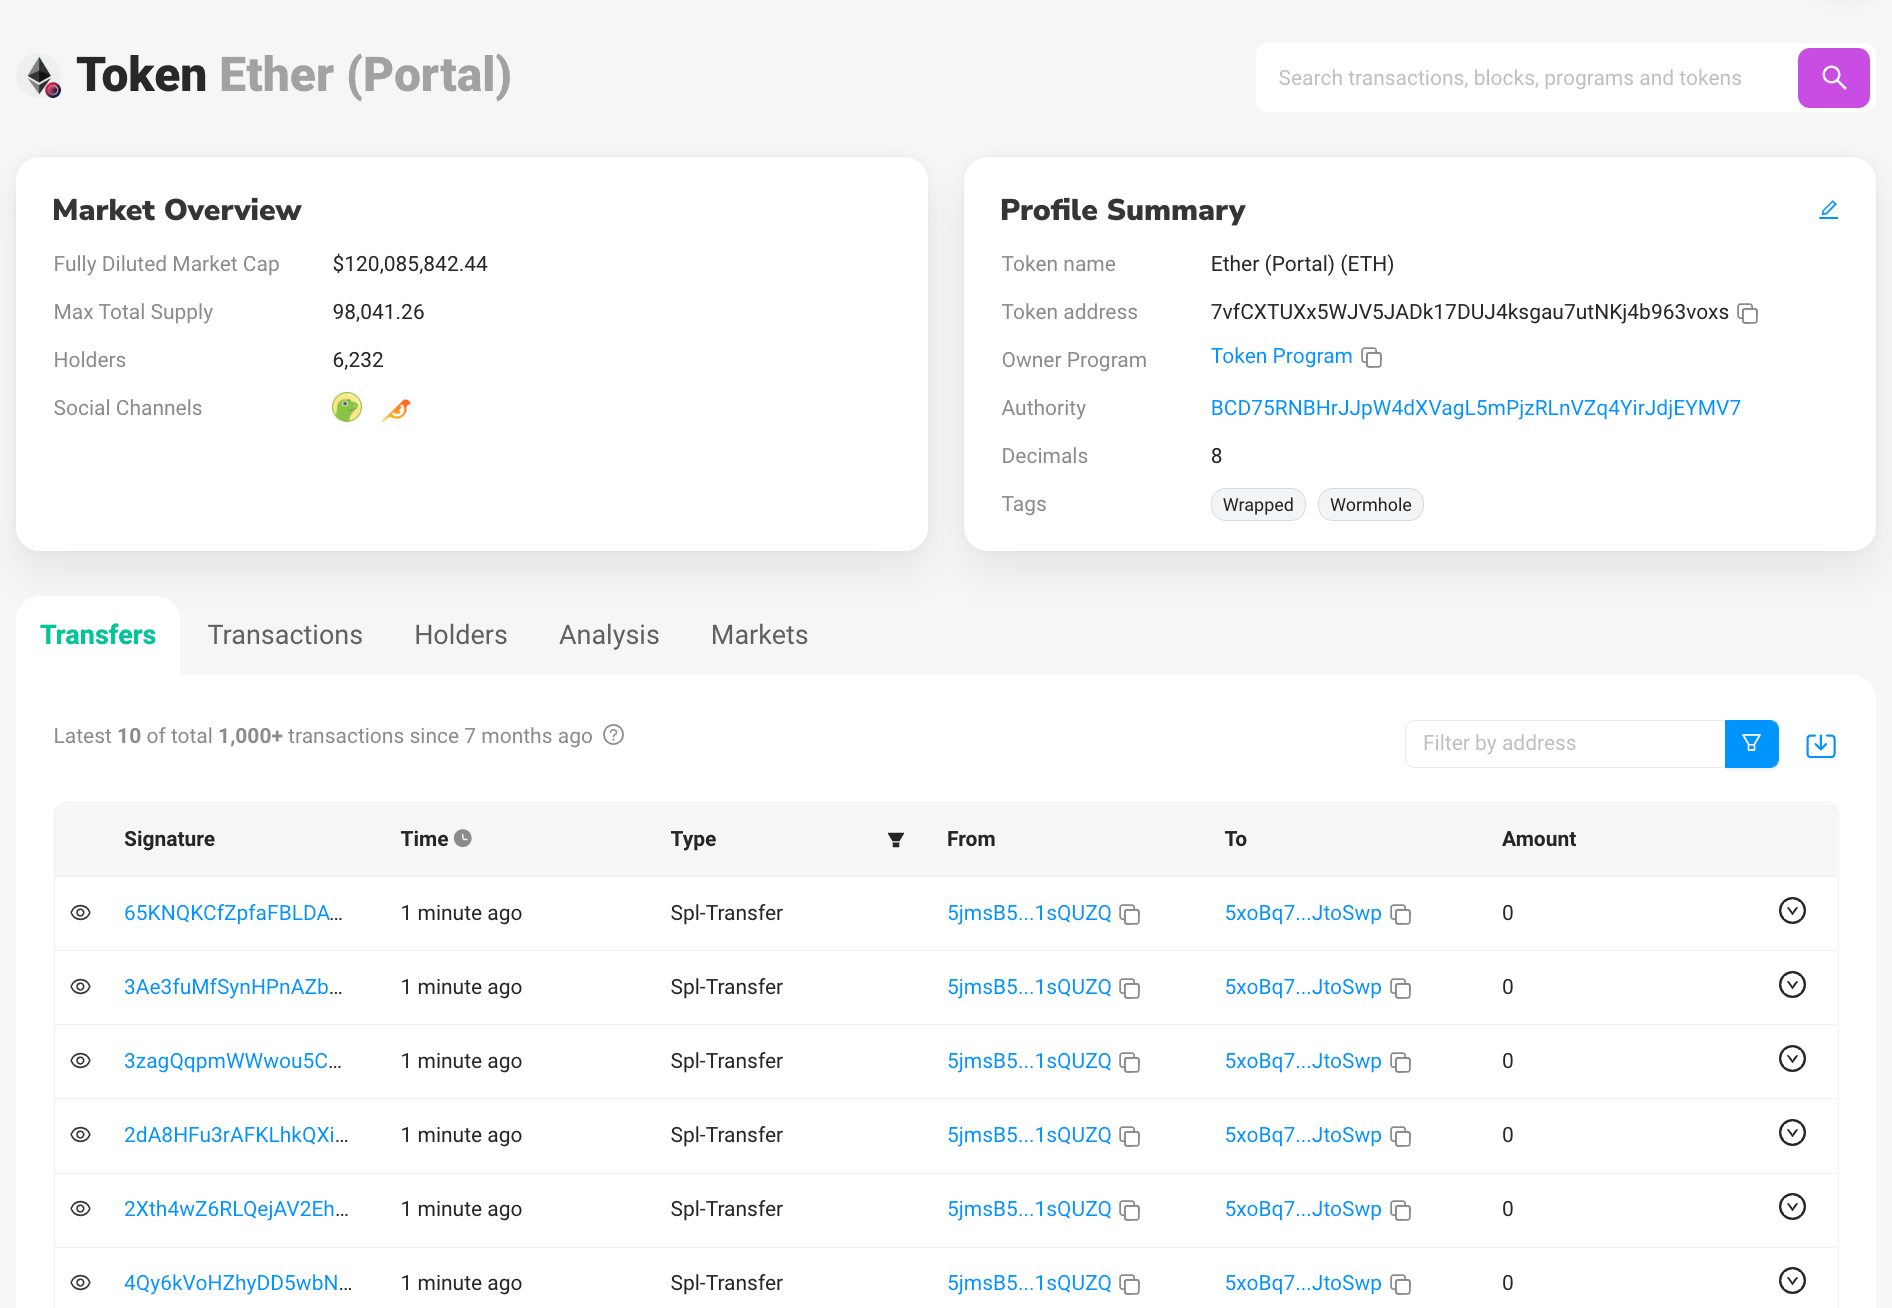 Token Ether (Portal)
Search transactions, blocks, programs and tokens
Market Overview
Fully Diluted Market Cap $120,085,842.44
Max Total Supply 98,041.26
Holders 6,232
Social Channels
Profile Summary
Token name Ether (Portal) (ETH)
Token address 7vfCXTUXx5WJV5JADk17DUJ4ksgau7utNKj4b963voxs
Owner Program Token Program
Authority BCD75RNBHrJJpW4dXVagL5mPjzRLnVZq4YirJdjEYMV7
Decimals 8
Tags Wrapped Wormhole
Transfers Transactions Holders Analysis Markets
Latest 10 of total 1,000+ transactions since 7 months ago
Filter by address
Signature Time Type From To Amount
65KNQKCfZpfaFBLDA... 1 minute ago Spl-Transfer 5jmsB5...1sQUZQ 5xoBq7...JtoSwp 0
3Ae3fuMfSynHPnAZb... 1 minute ago Spl-Transfer 5jmsB5...1sQUZQ 5xoBq7...JtoSwp 0
3zagQqpmWWwou5C... 1 minute ago Spl-Transfer 5jmsB5...1sQUZQ 5xoBq7...JtoSwp 0
2dA8HFu3rAFKLhkQXi... 1 minute ago Spl-Transfer 5jmsB5...1sQUZQ 5xoBq7...JtoSwp 0
2Xth4wZ6RLQejAV2Eh... 1 minute ago Spl-Transfer 5jmsB5...1sQUZQ 5xoBq7...JtoSwp 0
4Qy6kVoHZhyDD5wbN... 1 minute ago Spl-Transfer 5jmsB5...1sQUZQ 5xoBq7...JtoSwp 0